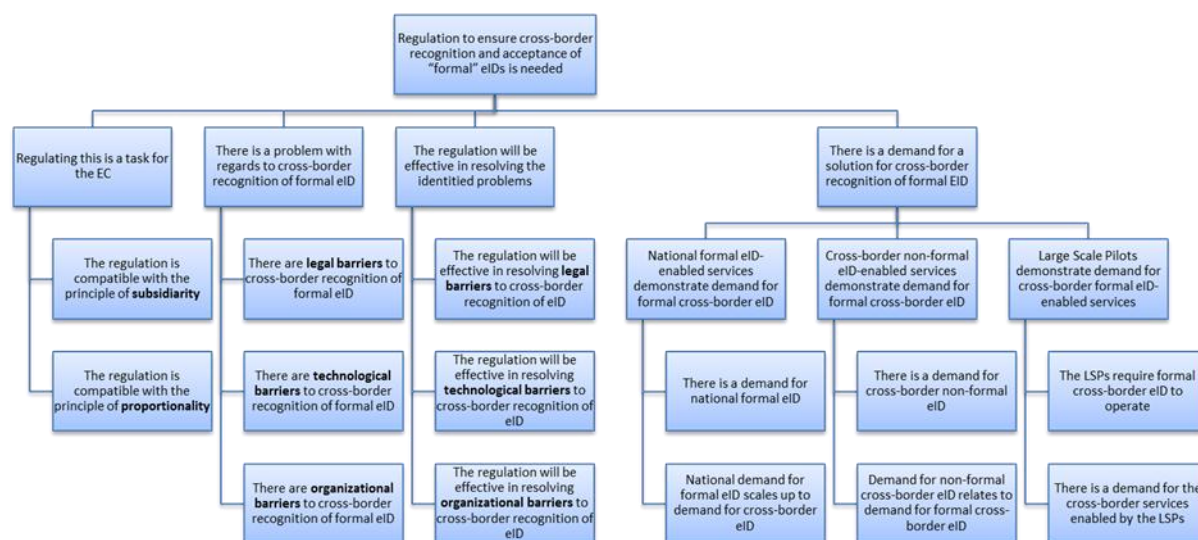 Regulation to ensure cross-border
recognition and acceptance of
“formal” eIDs is needed
Regulating this is a task for
the EC
There is a problem with
regards to cross-border
recognition of formal eID
The regulation will be
effective in resolving the
identitied problems
There is a demand for a
solution for cross-border
recognition of formal EID
The regulation is
compatible with the
principle of subsidiarity
There are legal barriers to
cross-border recognition of
formal eID
The regulation will be
effective in resolving legal
barriers to cross-border
recognition of eID
National formal eID-
enabled services
demonstrate demand for
formal cross-border eID
Cross-border non-formal
eID-enabled services
demonstrate demand for
formal cross-border eID
Large Scale Pilots
demonstrate demand for
cross-border formal eID-
enabled services
The regulation is
compatible with the
principle of proportionality
There are technological
barriers to cross-border
recognition of formal eID
The regulation will be
effective in resolving
technological barriers to
cross-border recognition of
eID
There is a demand for
national formal eID
There is a demand for
cross-border non-formal
eID
The LSPs require formal
cross-border eID to
operate
There are organizational
barriers to cross-border
recognition of formal eID
The regulation will be
effective in resolving
organizational barriers to
cross-border recognition of
eID
National demand for
formal eID scales up to
demand for cross-border
eID
Demand for non-formal
cross-border eID relates to
demand for formal cross-
border eID
There is a demand for the
cross-border services
enabled by the LSPs